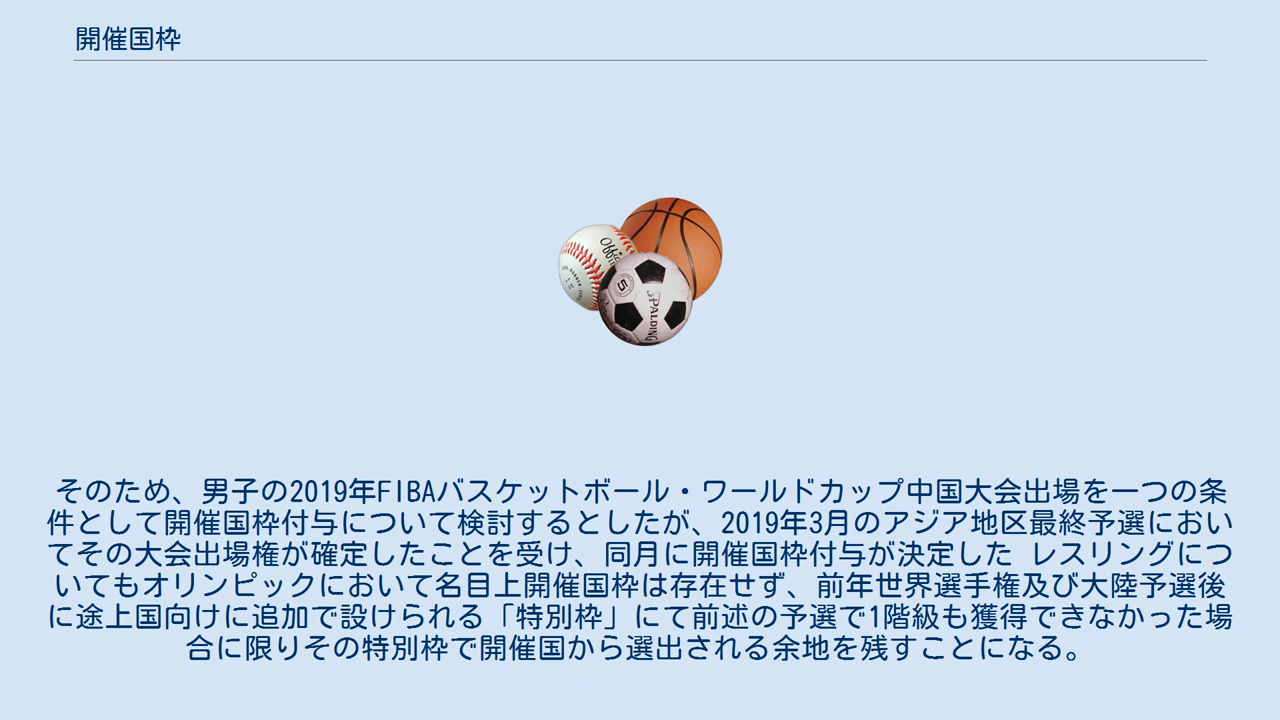 開催国枠
Offi
5
SPALDING
そのため、男子の2019年FIBAバスケットボール・ワールドカップ中国大会出場を一つの条
件として開催国枠付与について検討するとしたが、2019年3月のアジア地区最終予選におい
てその大会出場権が確定したことを受け、同月に開催国枠付与が決定した レスリングにつ
いてもオリンピックにおいて名目上開催国枠は存在せず、前年世界選手権及び大陸予選後
に途上国向けに追加で設けられる「特別枠」にて前述の予選で1階級も獲得できなかった場
合に限りその特別枠で開催国から選出される余地を残すことになる。